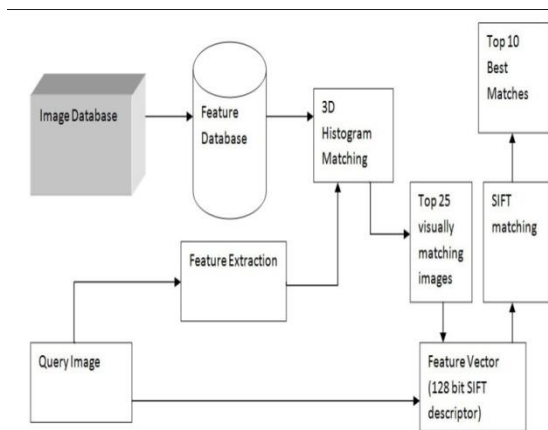 Image Database
Feature
Database
3D
Histogram
Matching
Top 10
Best
Matches
Feature Extraction
Top 25
visually
matching
images
SIFT
matching
Query Image
Feature Vector
(128 bit SIFT
descriptor)